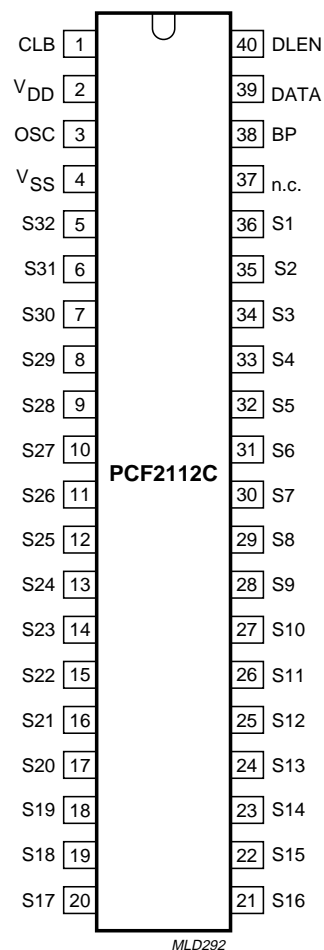 CLB 1 40 DLEN
VDD 2 39 DATA
OSC 3 38 BP
VSS 4 37 n.c.
S32 5 36 S1
S31 6 35 S2
S30 7 34 S3
S29 8 33 S4
S28 9 32 S5
S27 10 31 S6
PCF2112C
S26 11 30 S7
S25 12 29 S8
S24 13 28 S9
S23 14 27 S10
S22 15 26 S11
S21 16 25 S12
S20 17 24 S13
S19 18 23 S14
S18 19 22 S15
S17 20 21 S16
MLD292